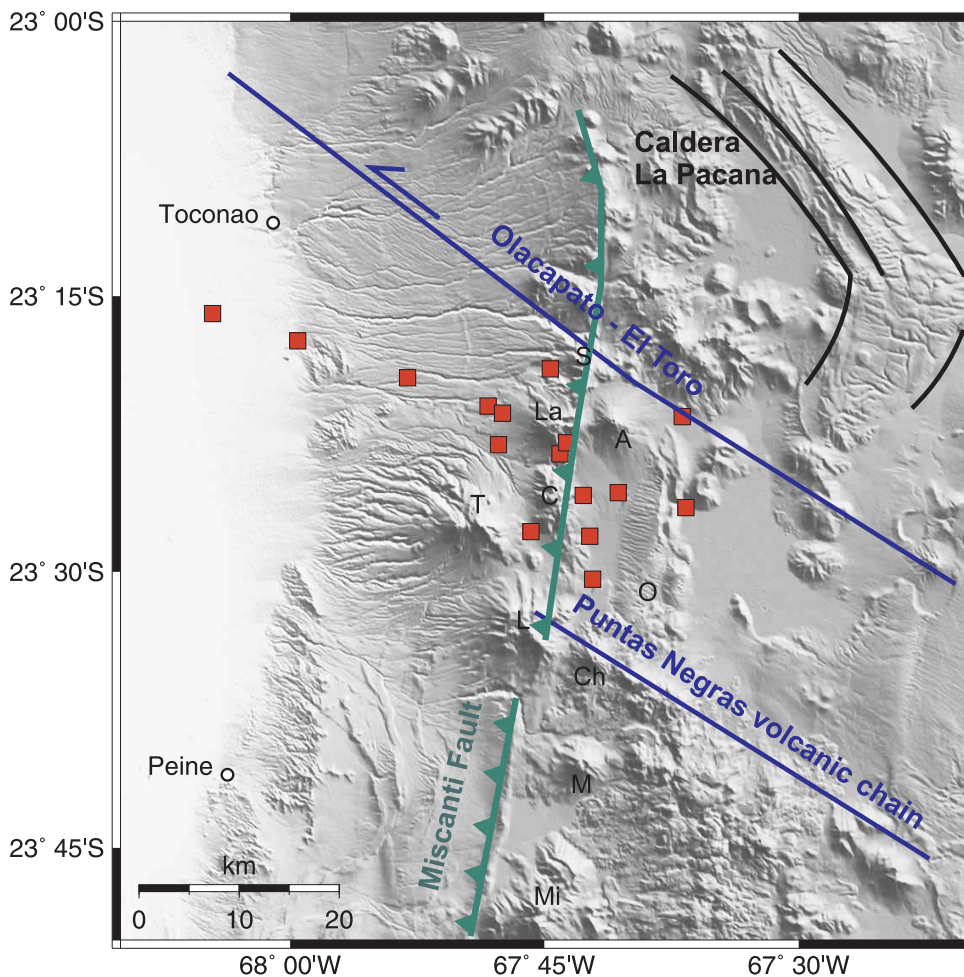 23° 00'S
Caldera
La Pacana
Toconao
Olacapato - El Toro
23° 15'S
S
La
A
C
T
23° 30'S
O
L
Puntas Negras volcanic chain
Ch
Miscanti Fault
Peine
M
23° 45'S
km
Mi
0 10 20
68° 00'W 67° 45'W 67° 30'W